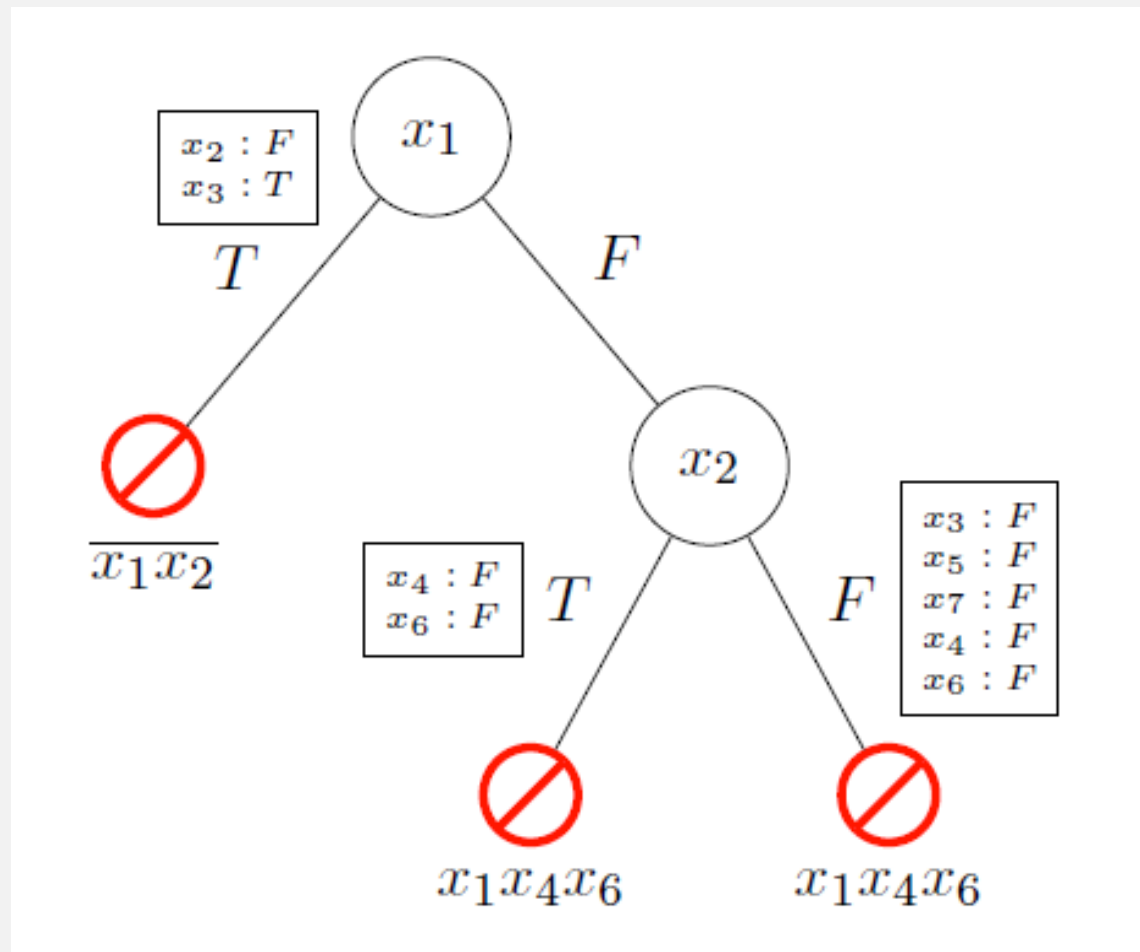 x₁
x₂ : F
x₃ : T
T
F
x₂
x̅₁x̅₂
x₄ : F
x₆ : F
T
F
x₃ : F
x₅ : F
x₇ : F
x₄ : F
x₆ : F
x₁x₄x₆
x₁x₄x₆